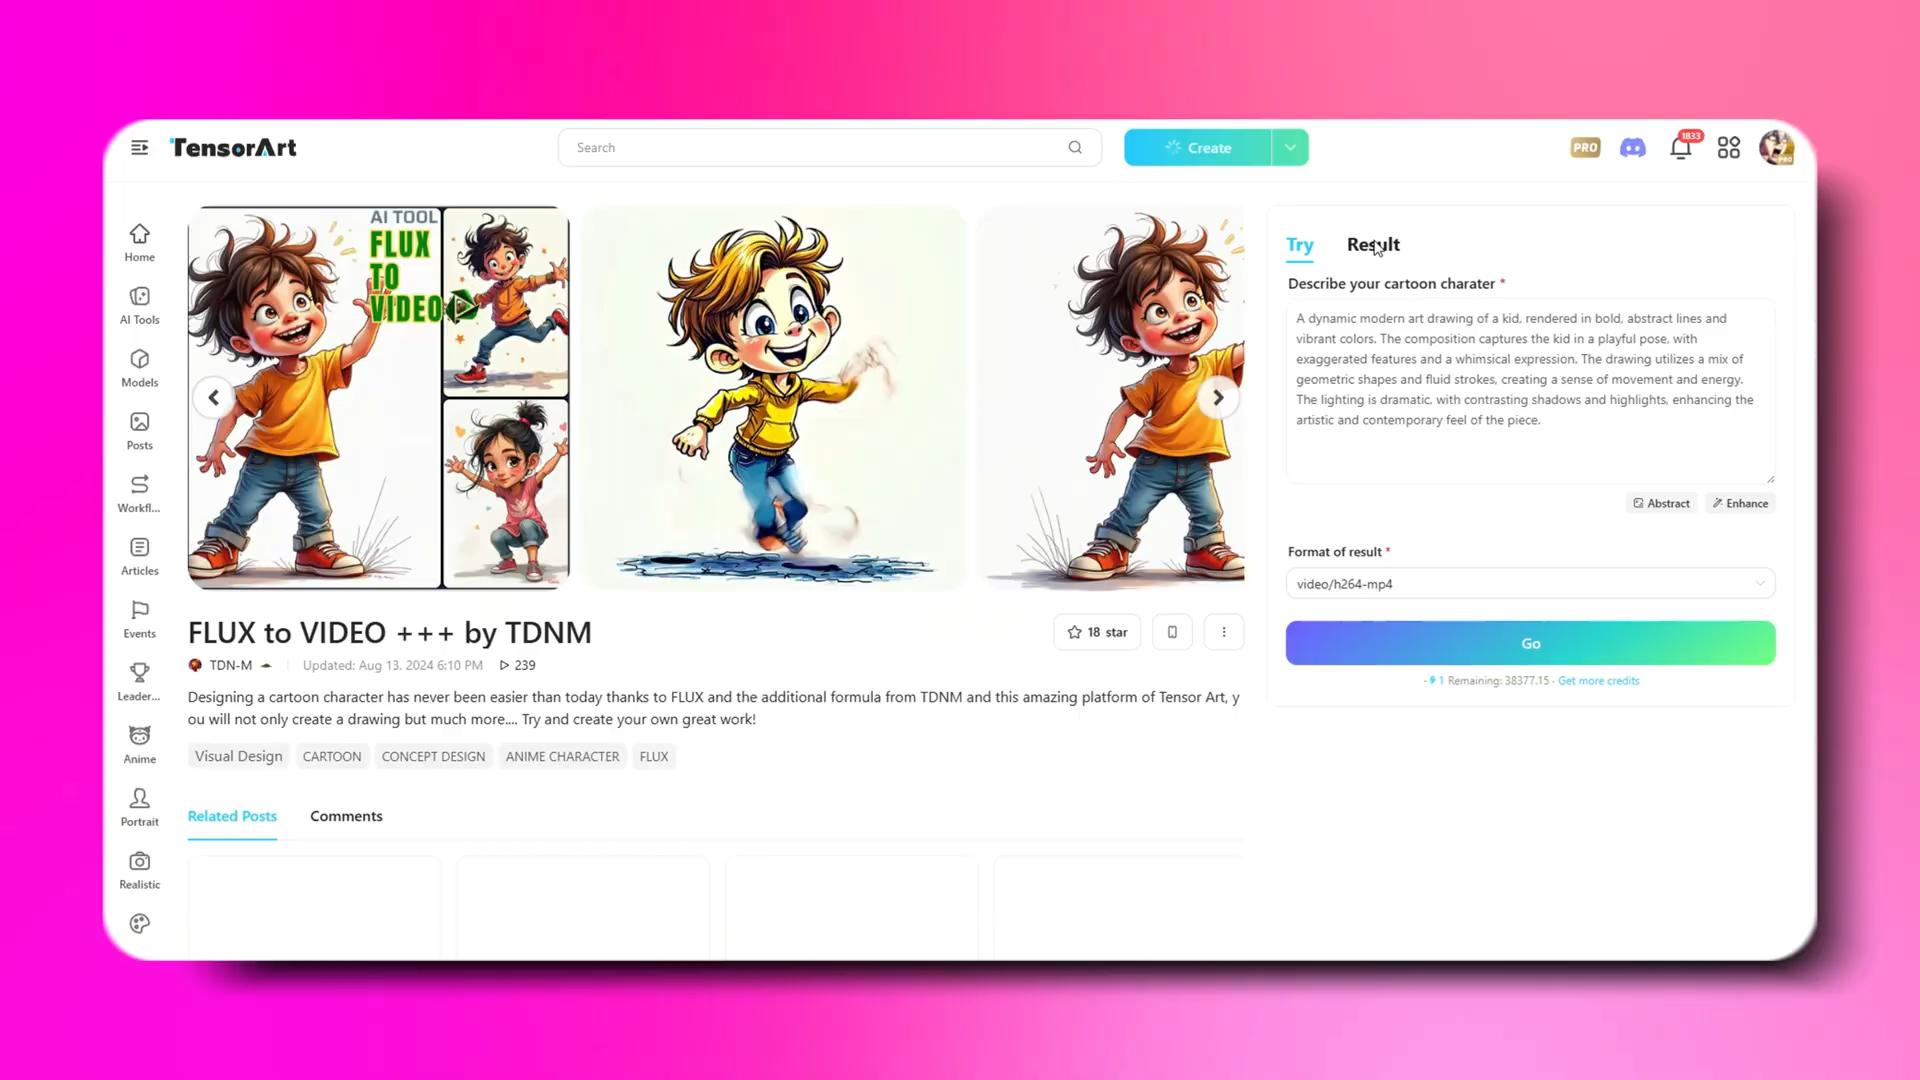 TensorArt
Search
Create
PRO
1833
PRO
Home
AI Tools
Models
Posts
Workfl...
Articles
Events
Leader...
Anime
Portrait
Realistic
AI TOOL
FLUX
TO
VIDEO
FLUX to VIDEO +++ by TDNM
18 star
TDN-M
Updated: Aug 13, 2024 6:10 PM
239
Designing a cartoon character has never been easier than today thanks to FLUX and the additional formula from TDNM and this amazing platform of Tensor Art, y
ou will not only create a drawing but much more.... Try and create your own great work!
Visual Design
CARTOON
CONCEPT DESIGN
ANIME CHARACTER
FLUX
Related Posts
Comments
Try
Result
Describe your cartoon charater *
A dynamic modern art drawing of a kid, rendered in bold, abstract lines and
vibrant colors. The composition captures the kid in a playful pose, with
exaggerated features and a whimsical expression. The drawing utilizes a mix of
geometric shapes and fluid strokes, creating a sense of movement and energy.
The lighting is dramatic, with contrasting shadows and highlights, enhancing the
artistic and contemporary feel of the piece.
Abstract
Enhance
Format of result *
video/h264-mp4
Go
- 1 Remaining: 38377.15 · Get more credits